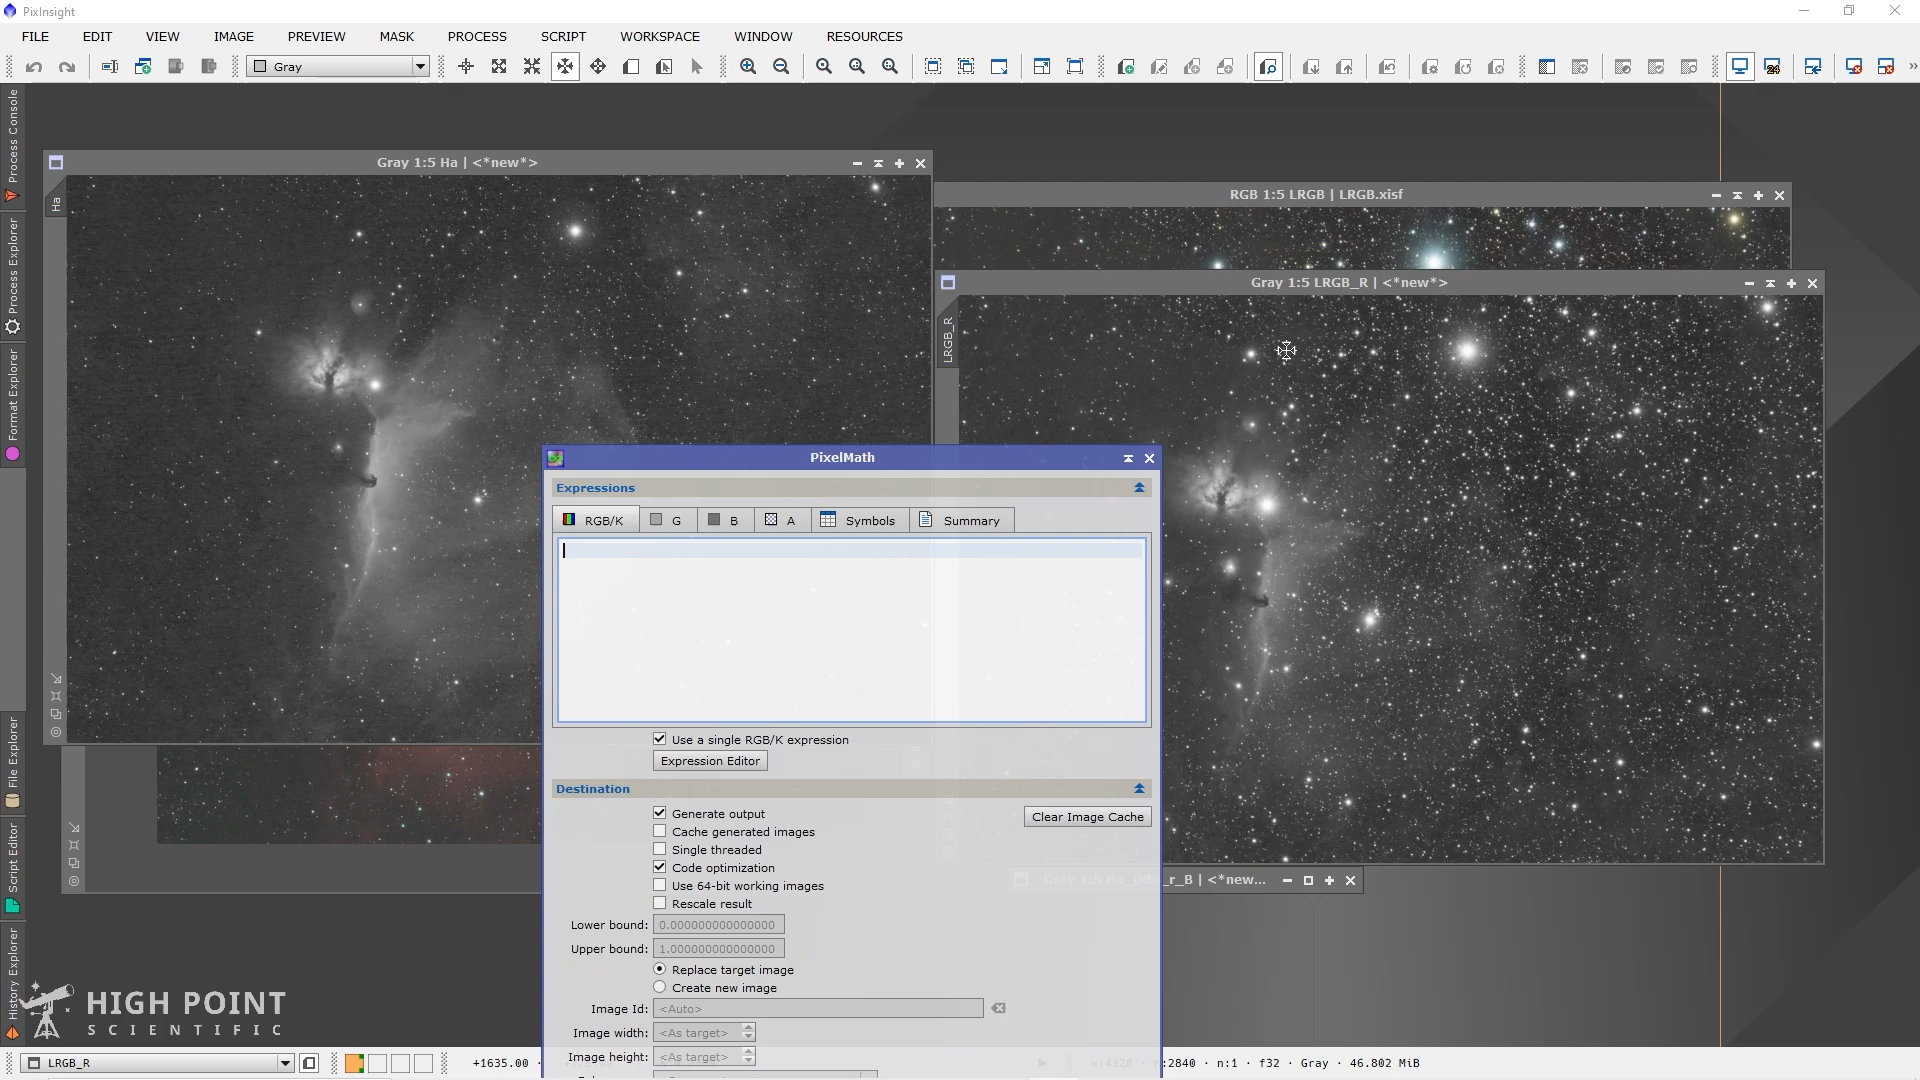 PixInsight
FILE EDIT VIEW IMAGE PREVIEW MASK PROCESS SCRIPT WORKSPACE WINDOW RESOURCES
Gray
24
Process Console
Process Explorer
Format Explorer
File Explorer
Script Editor
History Explorer
Gray 1:5 Ha | <*new*>
Ha
RGB 1:5 LRGB | LRGB.xisf
Gray 1:5 LRGB_R | <*new*>
LRGB_R
PixelMath
Expressions
RGB/K G B A Symbols Summary
Use a single RGB/K expression
Expression Editor
Destination
Generate output
Clear Image Cache
Cache generated images
Single threaded
Code optimization
Use 64-bit working images
Rescale result
Lower bound: 0.000000000000000
Upper bound: 1.000000000000000
Replace target image
Create new image
Image Id: <Auto>
Image width: <As target>
Image height: <As target>
_r_B | <*new...
HIGH POINT
SCIENTIFIC
LRGB_R
+1635.00
:2840 · n:1 · f32 · Gray · 46.802 MiB